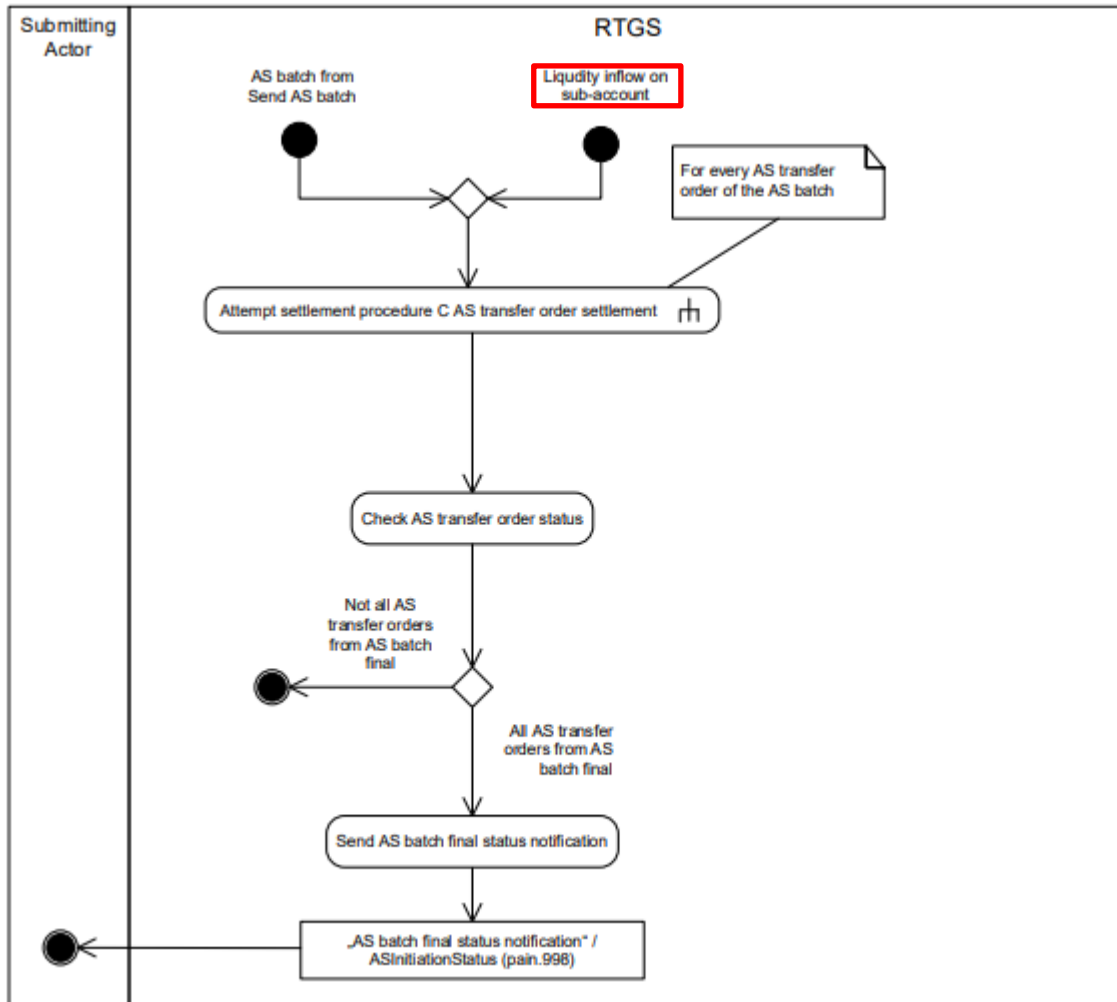 Submitting
Actor
RTGS
AS batch from
Send AS batch
Liqudity inflow on
sub-account
For every AS transfer
order of the AS batch
Attempt settlement procedure C AS transfer order settlement
Check AS transfer order status
Not all AS
transfer orders
from AS batch
final
All AS transfer
orders from AS
batch final
Send AS batch final status notification
„AS batch final status notification“ /
ASInitiationStatus (pain.998)